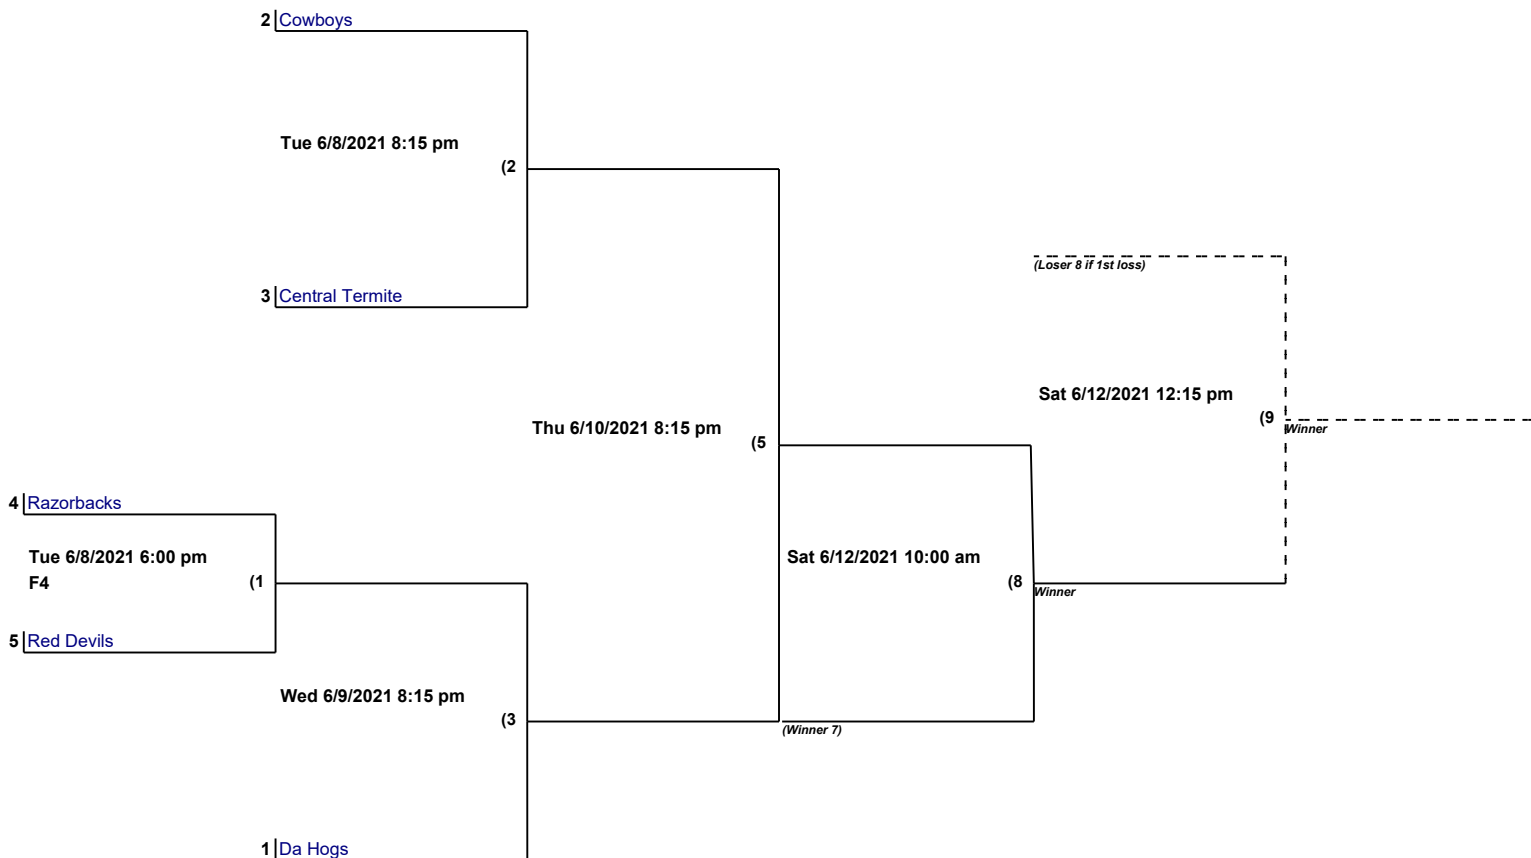 2 Cowboys
Tue 6/8/2021 8:15 pm
(2
(Loser 8 if 1st loss)
3 Central Termite
Sat 6/12/2021 12:15 pm
(9
Winner
Thu 6/10/2021 8:15 pm
(5
4 Razorbacks
Tue 6/8/2021 6:00 pm
F4
(1
Sat 6/12/2021 10:00 am
(8
Winner
5 Red Devils
Wed 6/9/2021 8:15 pm
(3
(Winner 7)
1 Da Hogs